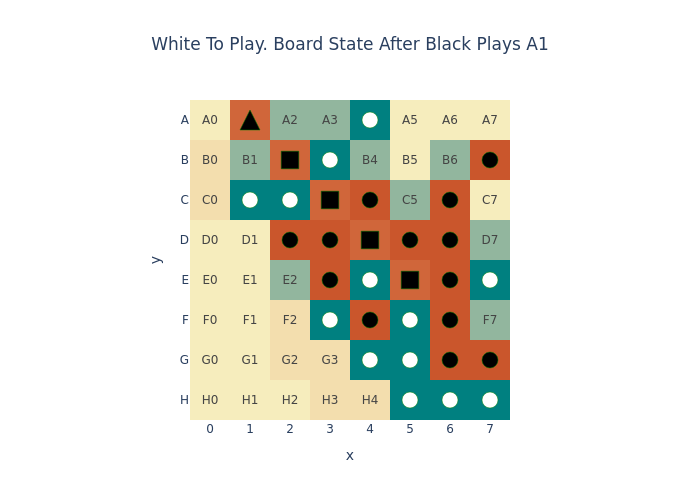 White To Play. Board State After Black Plays A1
A A0 A2 A3 A5 A6 A7
B B0 B1 B4 B5 B6
C C0 C5 C7
D D0 D1 D7
E E0 E1 E2
F F0 F1 F2 F7
G G0 G1 G2 G3
H H0 H1 H2 H3 H4
0 1 2 3 4 5 6 7
x
y